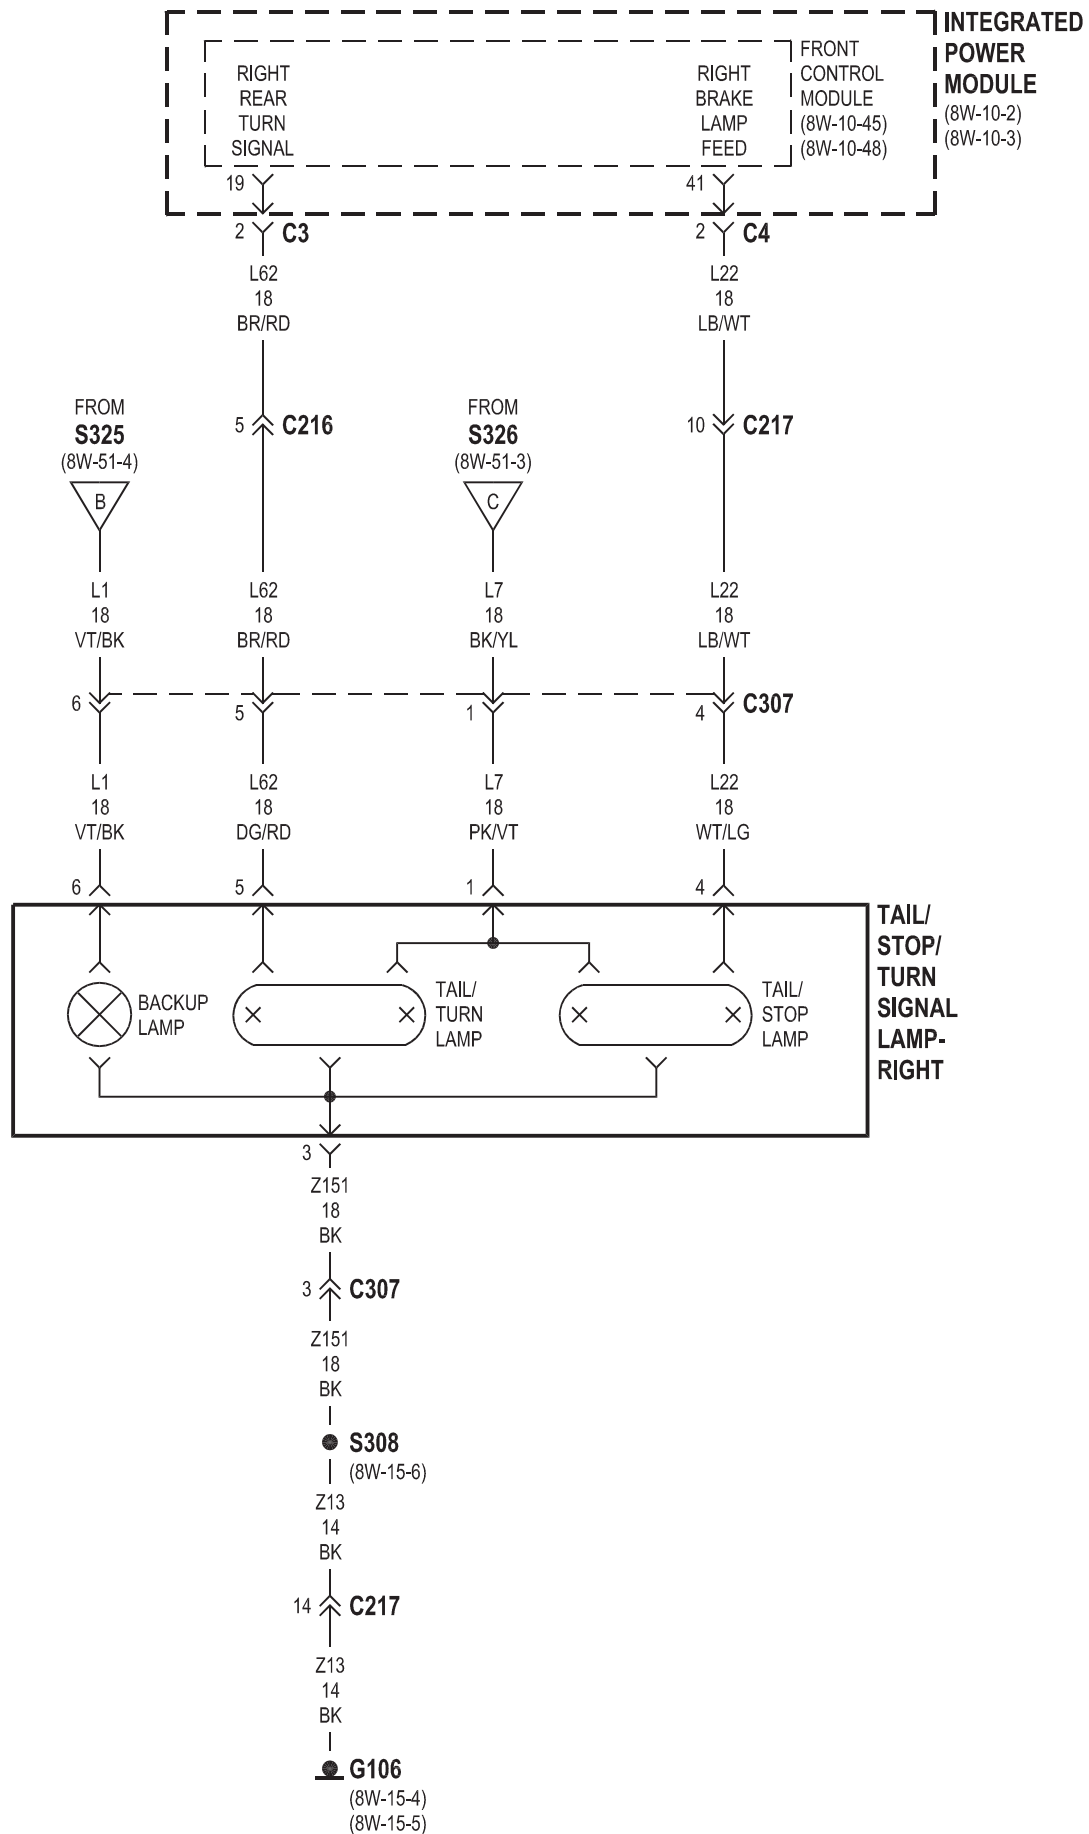 INTEGRATED
POWER
MODULE
(8W-10-2)
(8W-10-3)
FRONT
CONTROL
MODULE
(8W-10-45)
(8W-10-48)
RIGHT
REAR
TURN
SIGNAL
RIGHT
BRAKE
LAMP
FEED
19
41
2 C3
2 C4
L62
18
BR/RD
L22
18
LB/WT
FROM
S325
(8W-51-4)
B
5 C216
FROM
S326
(8W-51-3)
C
10 C217
L1
18
VT/BK
L62
18
BR/RD
L7
18
BK/YL
L22
18
LB/WT
6
5
1
4
C307
L1
18
VT/BK
L62
18
DG/RD
L7
18
PK/VT
L22
18
WT/LG
6
5
1
4
TAIL/
STOP/
TURN
SIGNAL
LAMP-
RIGHT
BACKUP
LAMP
TAIL/
TURN
LAMP
TAIL/
STOP
LAMP
3
Z151
18
BK
3 C307
Z151
18
BK
S308
(8W-15-6)
Z13
14
BK
14 C217
Z13
14
BK
G106
(8W-15-4)
(8W-15-5)